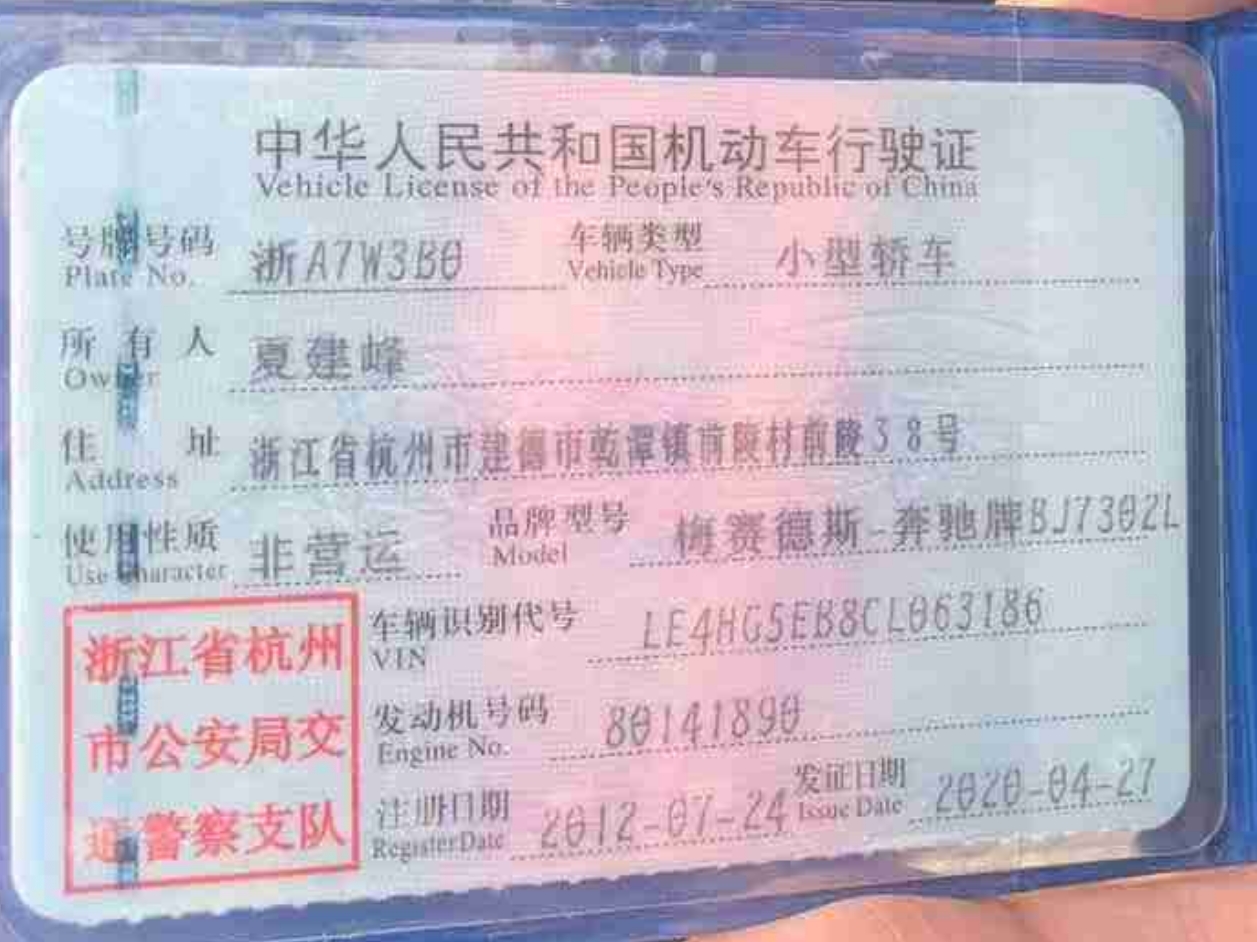 中华人民共和国机动车行驶证
Vehicle License of the People's Republic of China
号牌号码 浙A7W3B0 车辆类型 小型轿车
Plate No. Vehicle Type
所有人 夏建峰
Owner
住址 浙江省杭州市建德市乾潭镇前陵村前陵38号
Address
使用性质 非营运 品牌型号 梅赛德斯-奔驰牌BJ7302L
Use Character Model
浙江省杭州
市公安局交
通警察支队
车辆识别代号 LE4HG5EB8CL063186
VIN
发动机号码 80141890
Engine No.
注册日期 2012-07-24 发证日期 2020-04-27
RegisterDate Issue Date